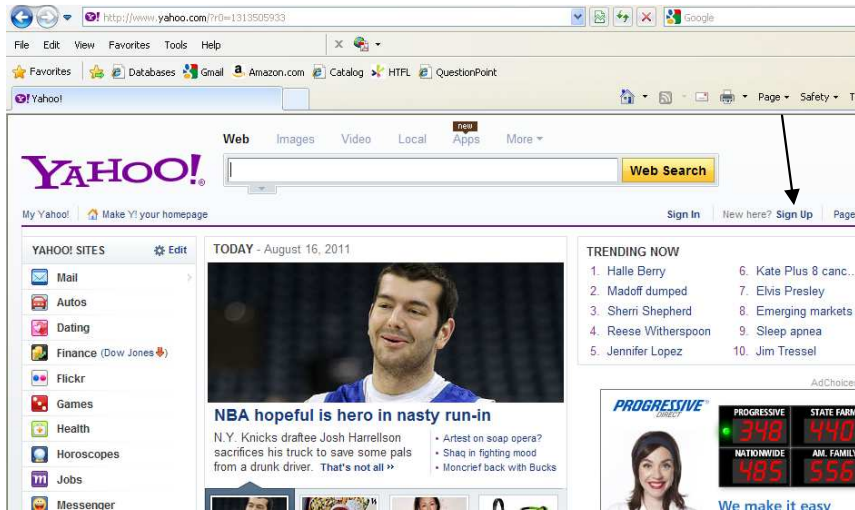 http://www.yahoo.com/?r0=1313505933
Google
File Edit View Favorites Tools Help
X
Favorites Databases Gmail Amazon.com Catalog HTFL QuestionPoint
Yahoo!
Page Safety T
new
Web Images Video Local Apps More
YAHOO!
Web Search
My Yahoo! Make Y! your homepage
Sign In New here? Sign Up Page
YAHOO! SITES Edit
Mail
Autos
Dating
Finance (Dow Jones)
Flickr
Games
Health
Horoscopes
Jobs
Messenger
TODAY - August 16, 2011
NBA hopeful is hero in nasty run-in
N.Y. Knicks draftee Josh Harrellson
sacrifices his truck to save some pals
from a drunk driver. That's not all »
• Artest on soap opera?
• Shaq in fighting mood
• Moncrief back with Bucks
TRENDING NOW
1. Halle Berry
2. Madoff dumped
3. Sherri Shepherd
4. Reese Witherspoon
5. Jennifer Lopez
6. Kate Plus 8 canc...
7. Elvis Presley
8. Emerging markets
9. Sleep apnea
10. Jim Tressel
AdChoices
PROGRESSIVE
DIRECT
PROGRESSIVE STATE FARM
348 440
NATIONWIDE AM. FAMILY
485 556
We make it easy